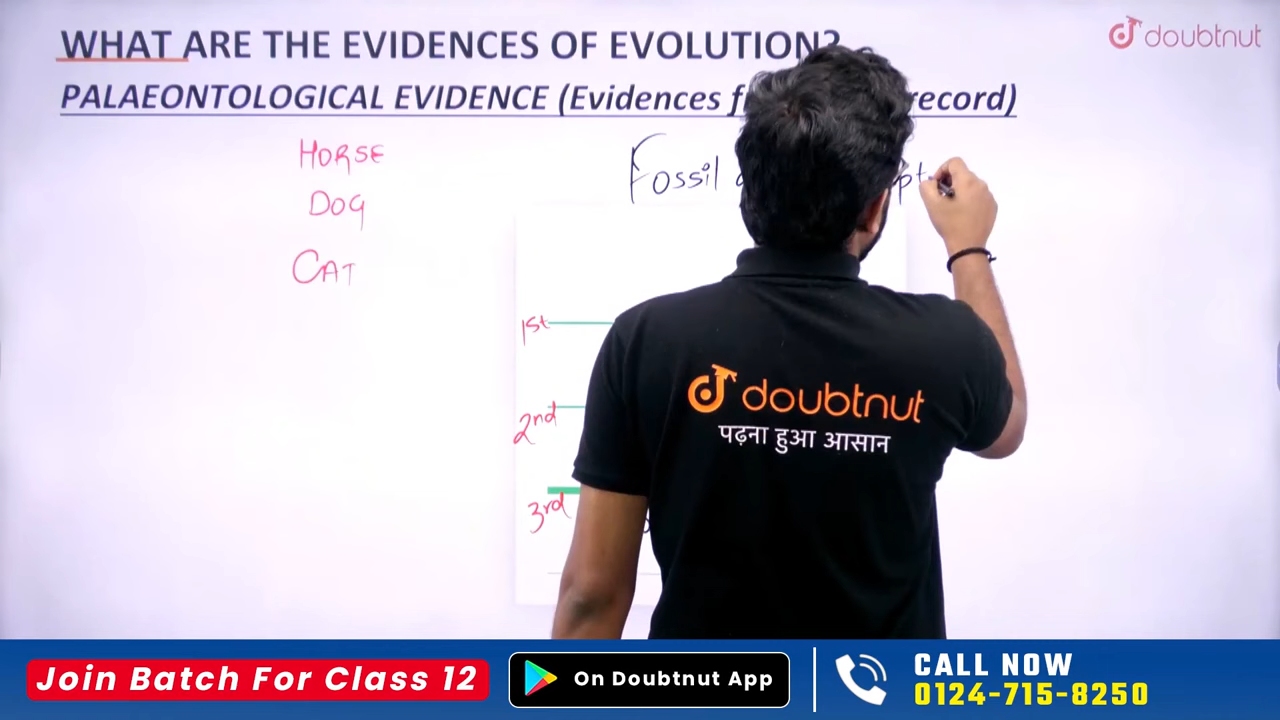 WHAT ARE THE EVIDENCES OF EVOLUTION?
doubtnut
PALAEONTOLOGICAL EVIDENCE (Evidences record)
HORSE
DOG
CAT
Fossil
1st
2nd
3rd
doubtnut
पढ़ना हुआ आसान
Join Batch For Class 12
On Doubtnut App
CALL NOW
0124-715-8250